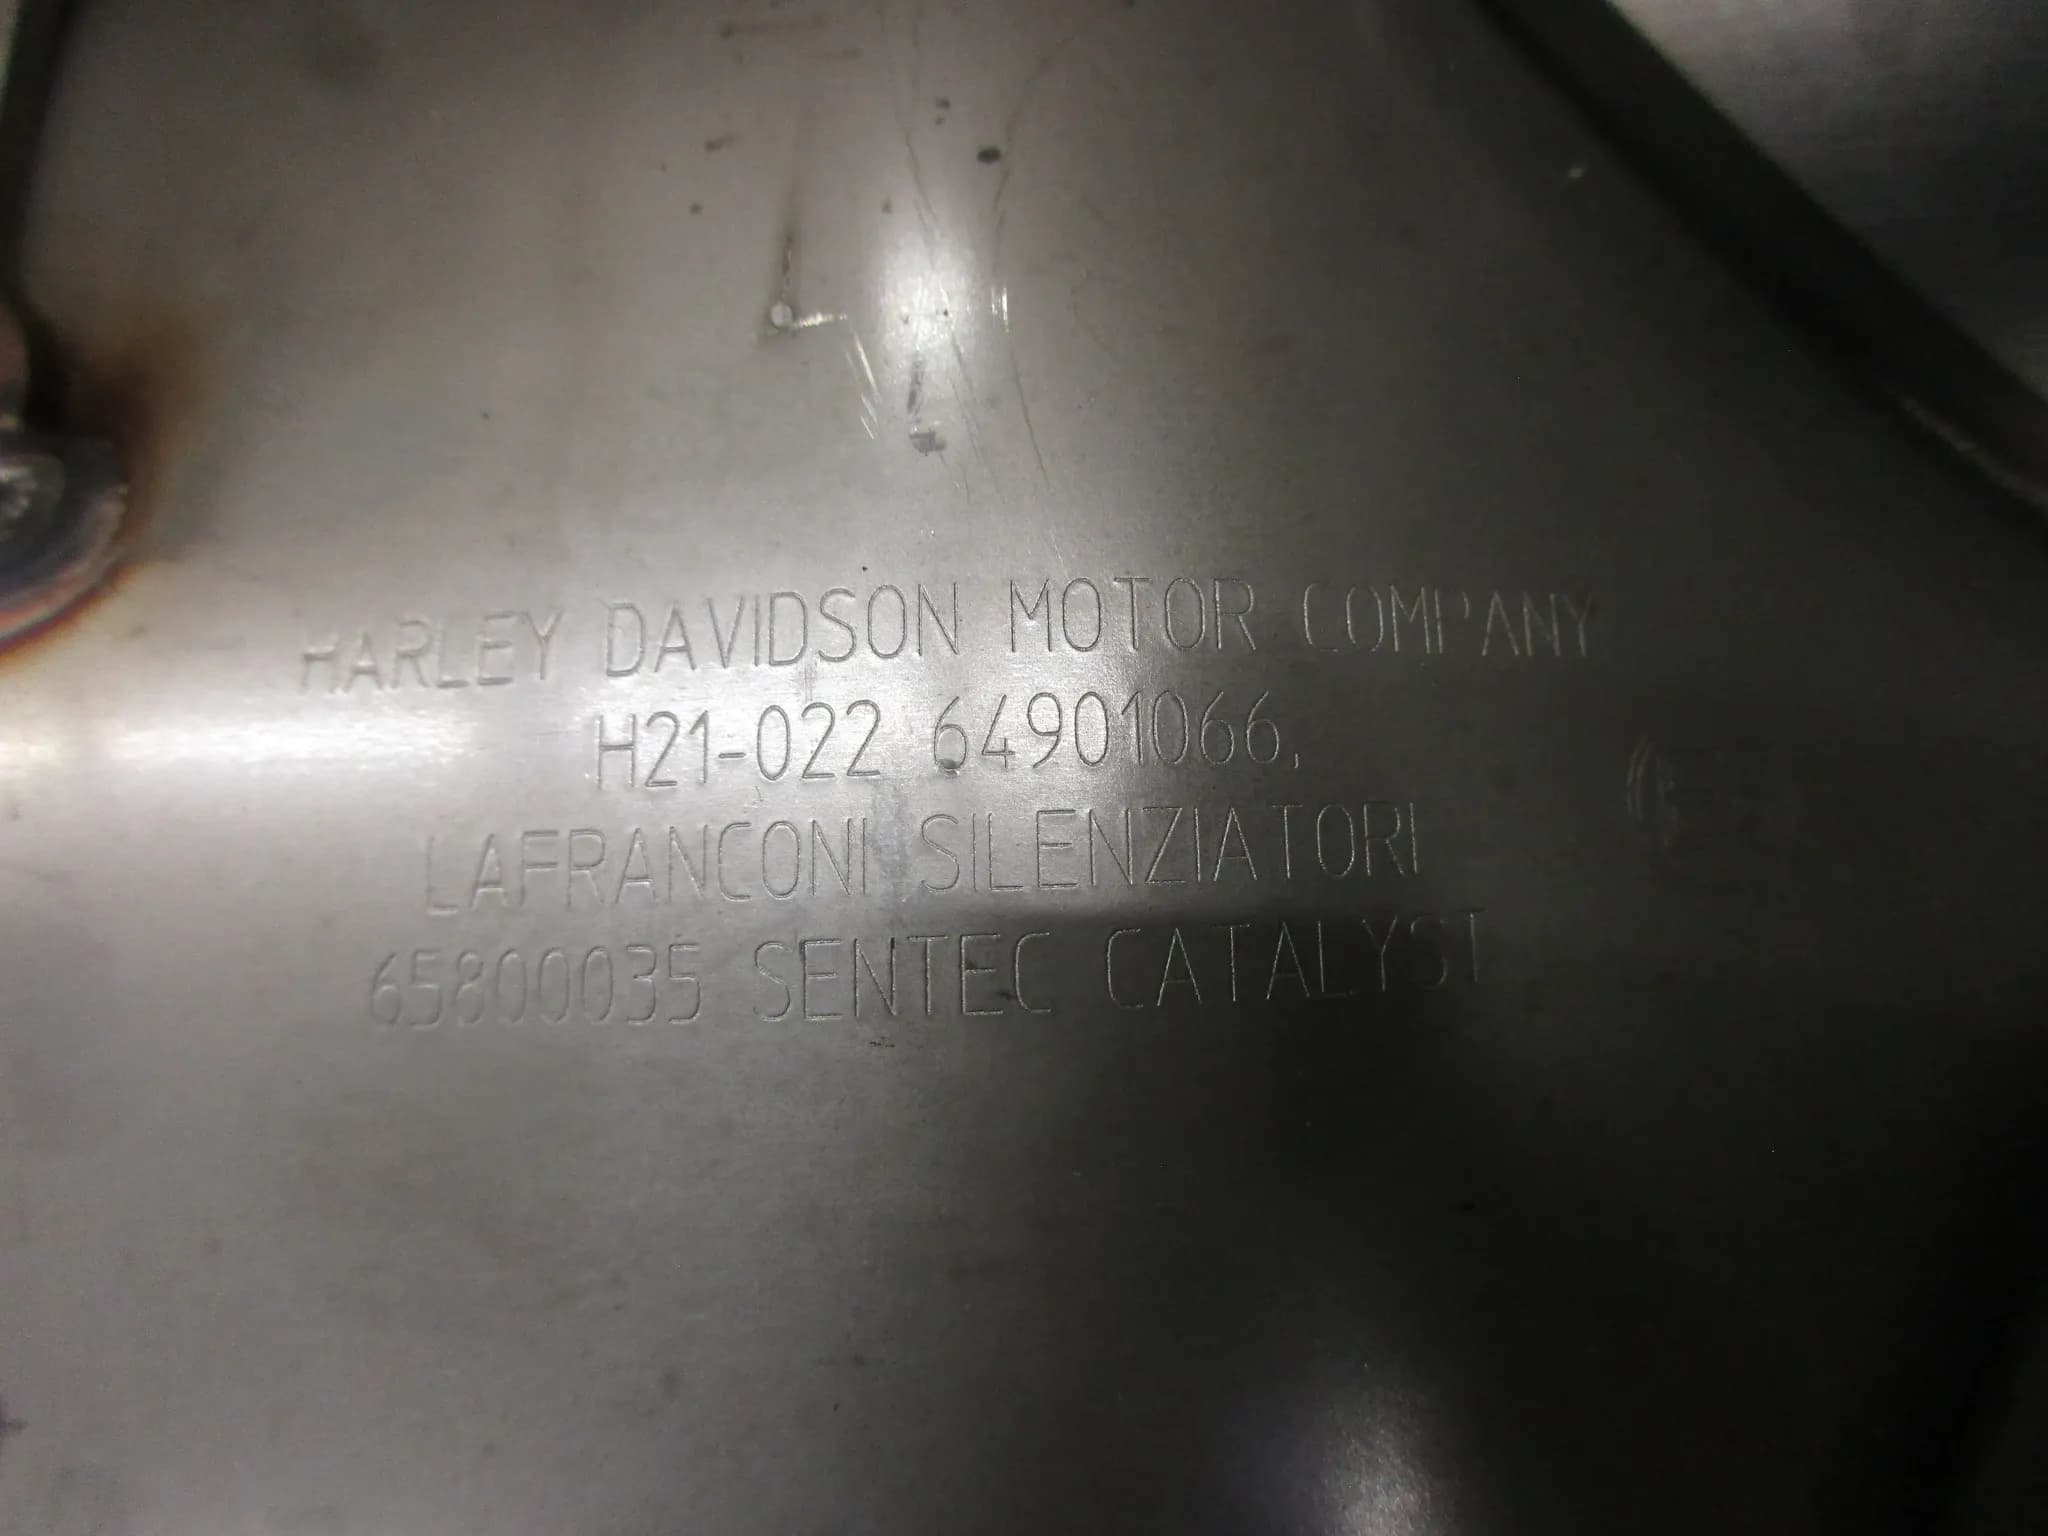 HARLEY DAVIDSON MOTOR COMPANY
H21-022 64901066,
LAFRANCONI SILENZIATORI
65800035 SENTEC CATALYST